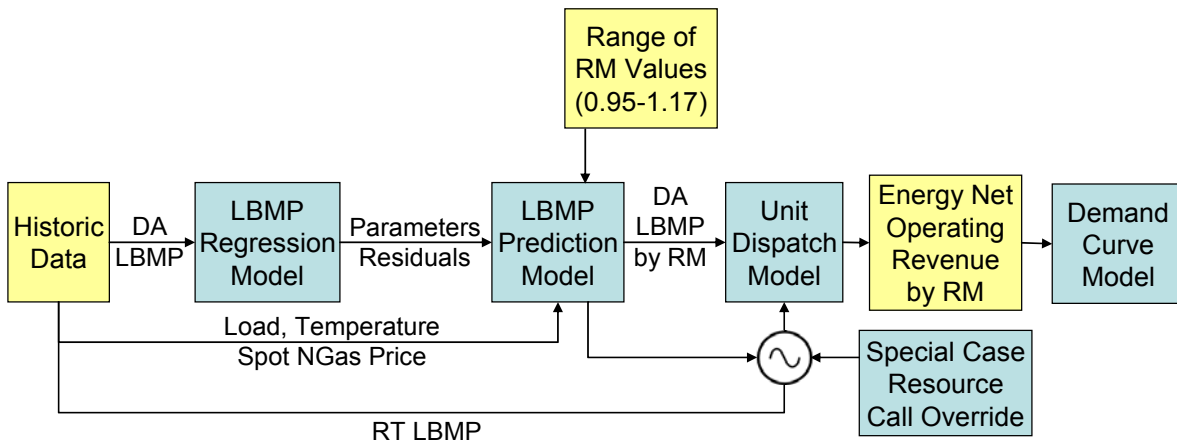 Range of
RM Values
(0.95-1.17)
Historic
Data
DA
LBMP
LBMP
Regression
Model
Parameters
Residuals
LBMP
Prediction
Model
DA
LBMP
by RM
Unit
Dispatch
Model
Energy Net
Operating
Revenue
by RM
Demand
Curve
Model
Load, Temperature
Spot NGas Price
Special Case
Resource
Call Override
RT LBMP